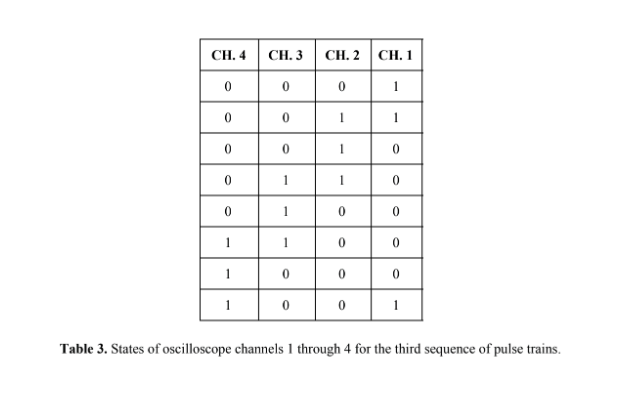 CH. 4 CH. 3 CH. 2 CH. 1
0 0 0 1
0 0 1 1
0 0 1 0
0 1 1 0
0 1 0 0
1 1 0 0
1 0 0 0
1 0 0 1
Table 3. States of oscilloscope channels 1 through 4 for the third sequence of pulse trains.